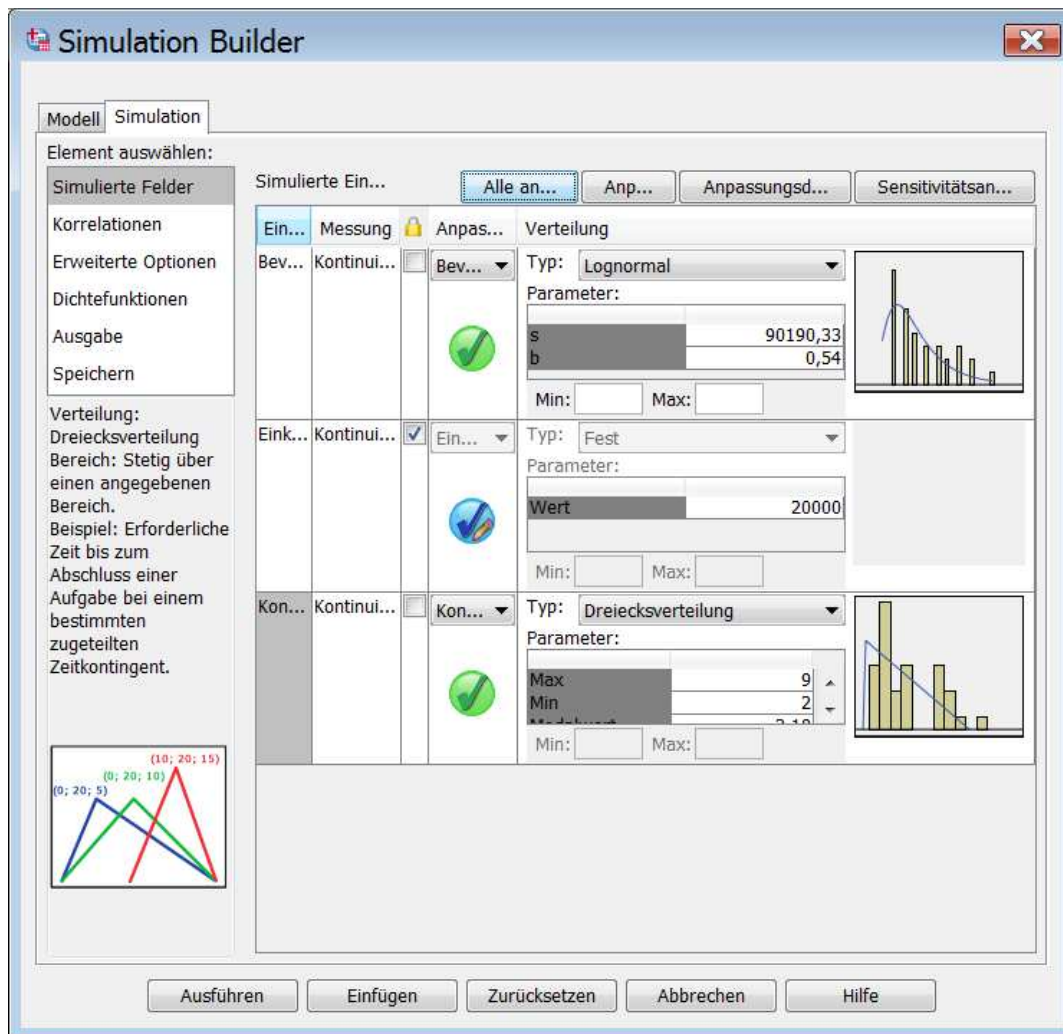 Simulation Builder
Modell
Simulation
Element auswählen:
Simulierte Felder
Korrelationen
Erweiterte Optionen
Dichtefunktionen
Ausgabe
Speichern
Verteilung:
Dreiecksverteilung
Bereich: Stetig über
einen angegebenen
Bereich.
Beispiel: Erforderliche
Zeit bis zum
Abschluss einer
Aufgabe bei einem
bestimmten
zugeteilten
Zeitkontingent.
(10; 20; 15)
(0; 20; 10)
(0; 20; 5)
Simulierte Ein...
Alle an...
Anp...
Anpassungsd...
Sensitivitätsan...
Ein... Messung Anpas... Verteilung
Bev... Kontinui... Bev... Typ: Lognormal
Parameter:
s 90190,33
b 0,54
Min: Max:
Eink... Kontinui... Ein... Typ: Fest
Parameter:
Wert 20000
Min: Max:
Kon... Kontinui... Kon... Typ: Dreiecksverteilung
Parameter:
Max 9
Min 2
Min: Max:
Ausführen
Einfügen
Zurücksetzen
Abbrechen
Hilfe